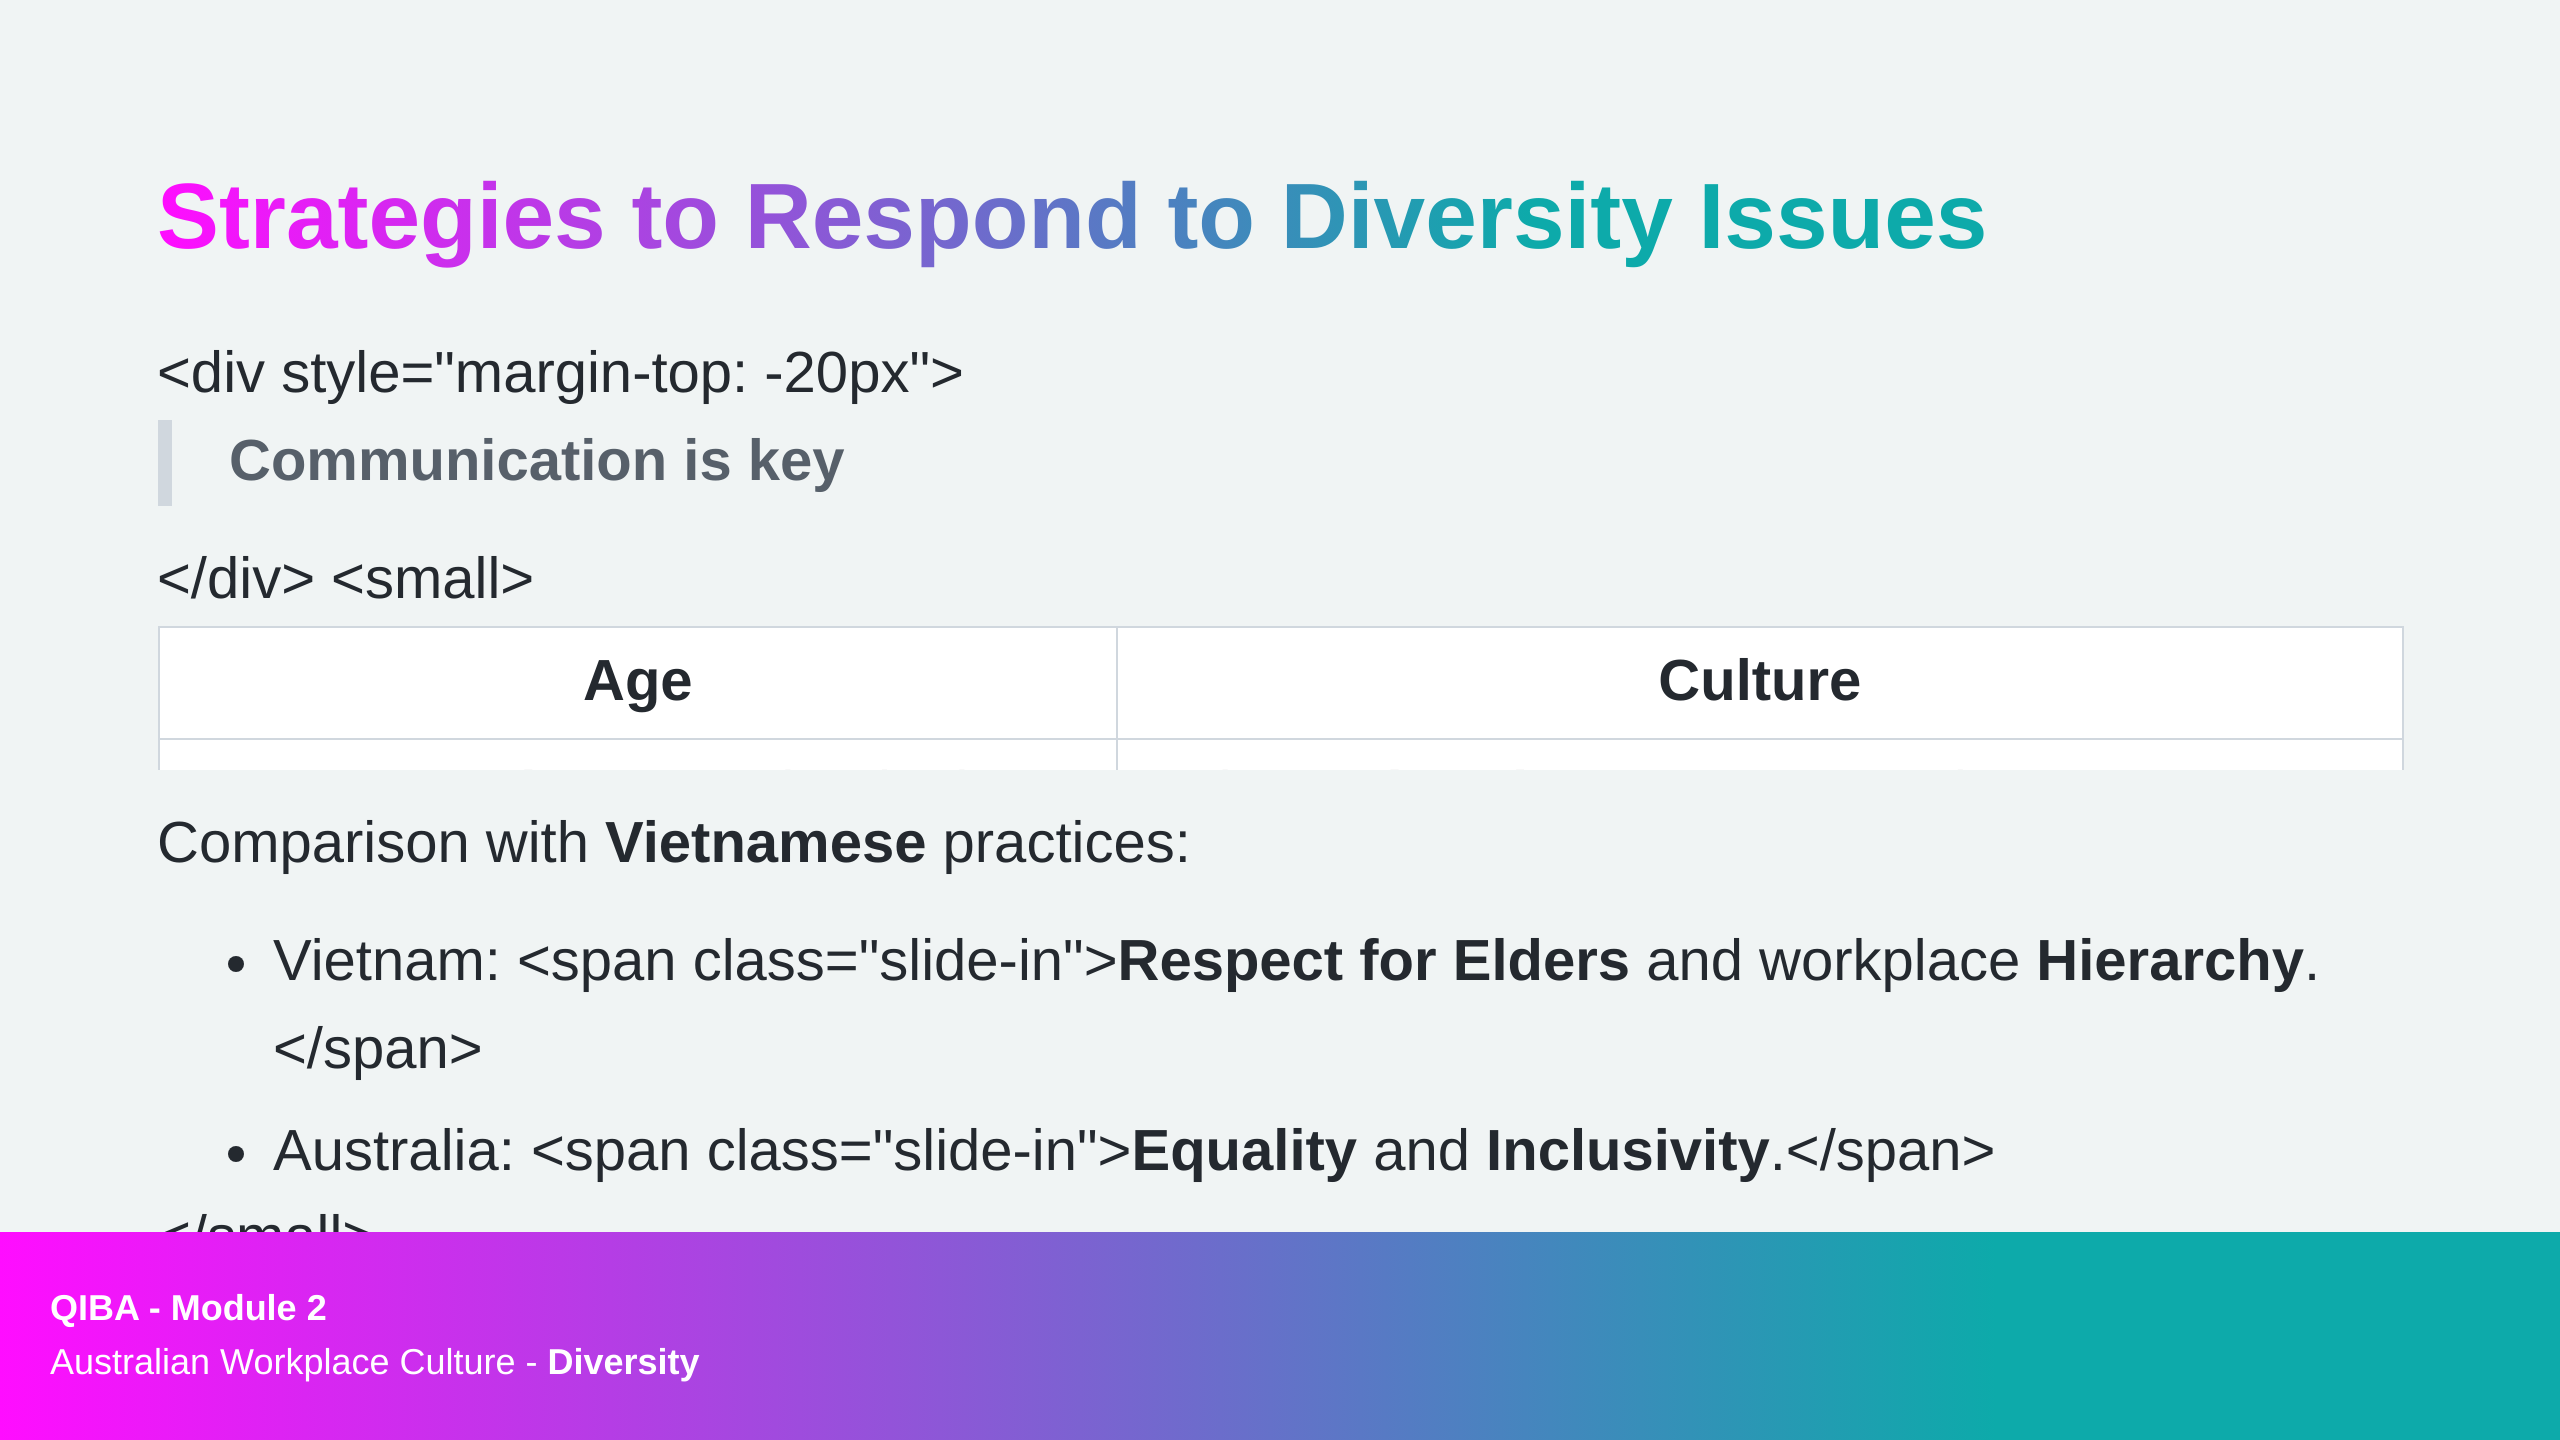 Strategies to Respond to Diversity Issues
<div style="margin-top: -20px">
Communication is key
</div> <small>
Age Culture
Comparison with Vietnamese practices:
• Vietnam: <span class="slide-in">Respect for Elders and workplace Hierarchy.
</span>
• Australia: <span class="slide-in">Equality and Inclusivity.</span>
</small>
QIBA - Module 2
Australian Workplace Culture - Diversity